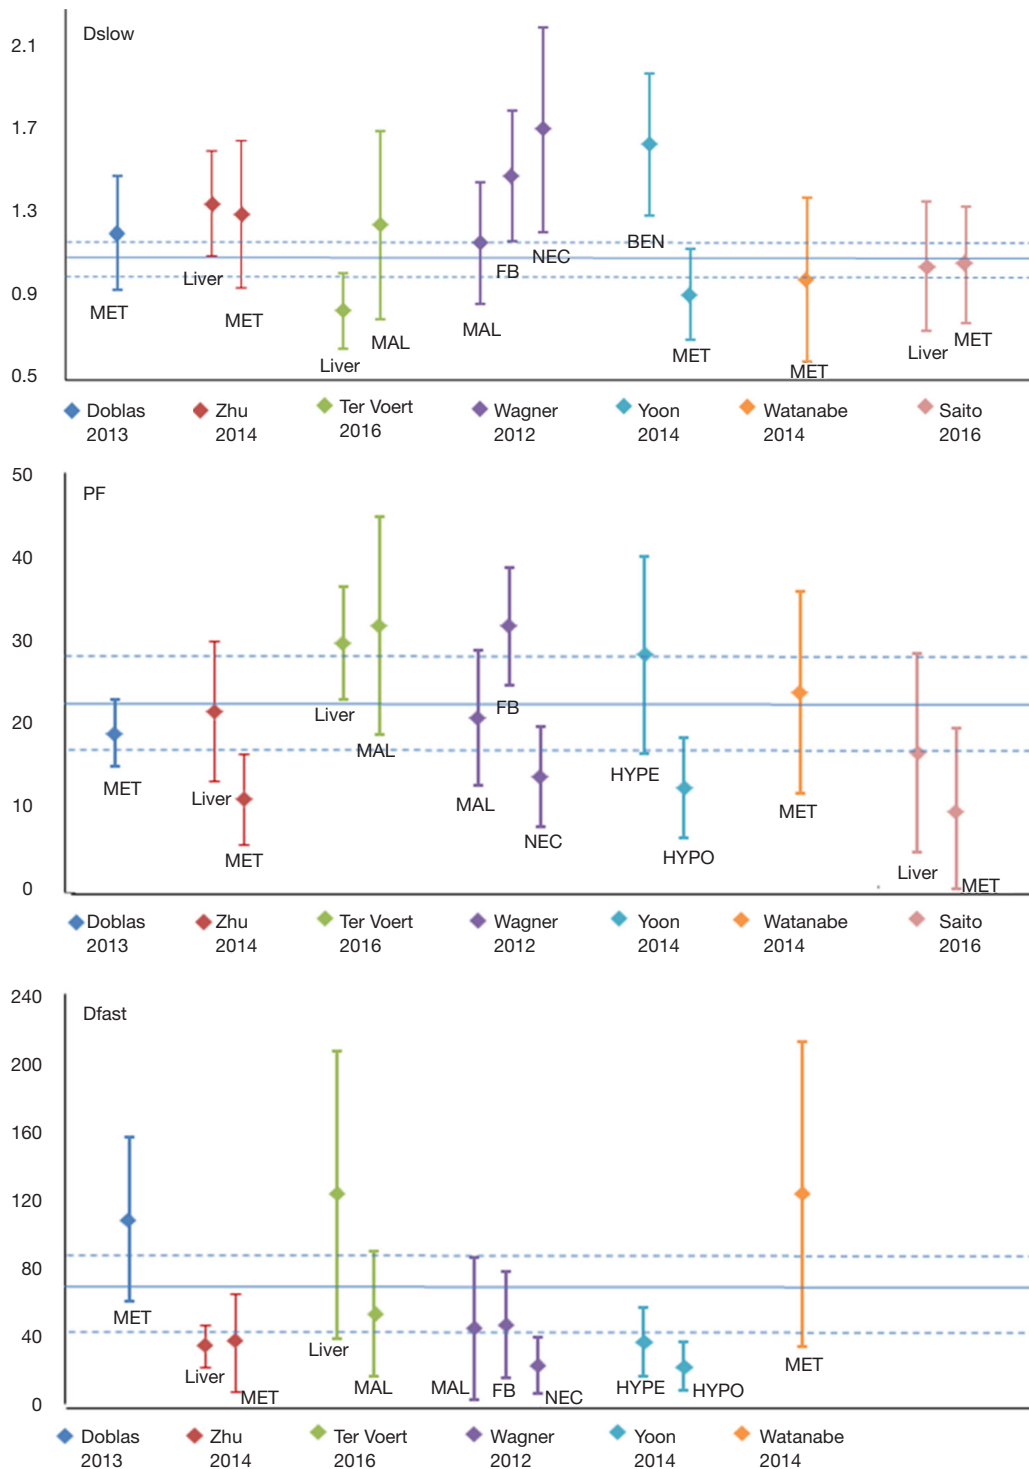 Dslow
2.1
1.7
1.3
0.9
0.5
MET
Liver
MET
Liver
MAL
MAL
FB
NEC
BEN
MET
MET
Liver
MET
Doblas
2013
Zhu
2014
Ter Voert
2016
Wagner
2012
Yoon
2014
Watanabe
2014
Saito
2016
PF
50
40
30
20
10
0
MET
Liver
MET
Liver
MAL
MAL
FB
NEC
HYPE
HYPO
MET
Liver
MET
Doblas
2013
Zhu
2014
Ter Voert
2016
Wagner
2012
Yoon
2014
Watanabe
2014
Saito
2016
Dfast
240
200
160
120
80
40
0
MET
Liver
MET
Liver
MAL
MAL
FB
NEC
HYPE
HYPO
MET
Doblas
2013
Zhu
2014
Ter Voert
2016
Wagner
2012
Yoon
2014
Watanabe
2014